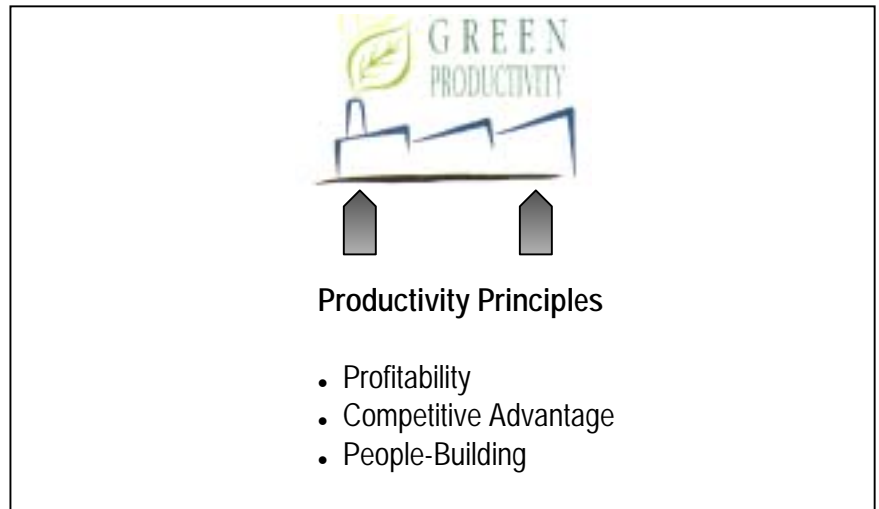 GREEN
PRODUCTIVITY
Productivity Principles
• Profitability
• Competitive Advantage
• People-Building